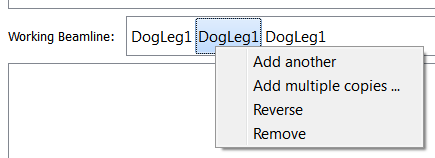 Working Beamline: DogLeg1 DogLeg1 DogLeg1
Add another
Add multiple copies ...
Reverse
Remove